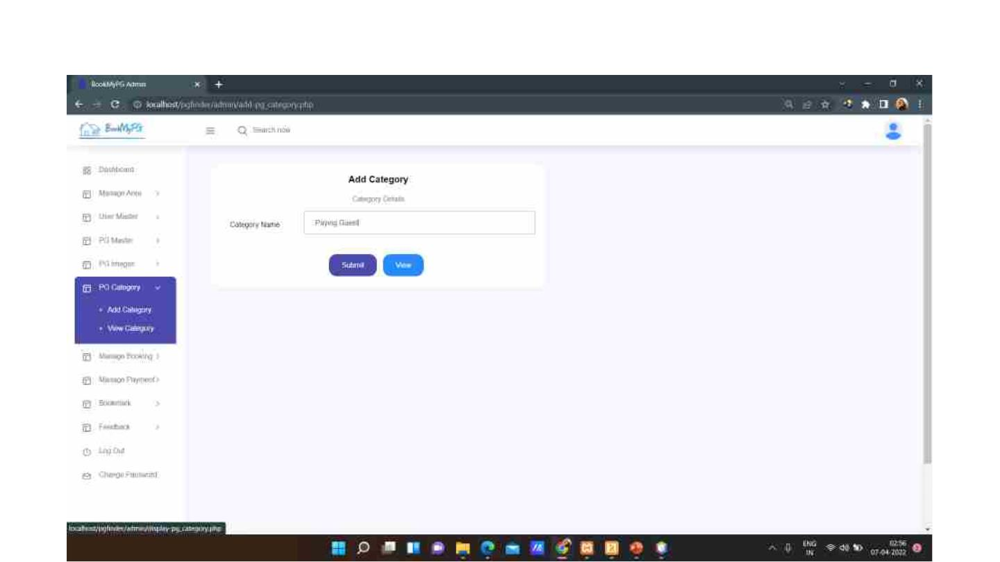 BookMyPG Admin
localhost/pgfinder/admin/add-pg_category.php
BookMyPG
Search now
Dashboard
Manage Area
User Master
PG Master
PG Images
PG Category
Add Category
View Category
Manage Booking
Manage Payment
Bookmark
Feedback
Log Out
Change Password
Add Category
Category Details
Category Name
Paying Guest
Submit
View
localhost/pgfinder/admin/display-pg_category.php
ENG
IN
02:56
07-04-2022